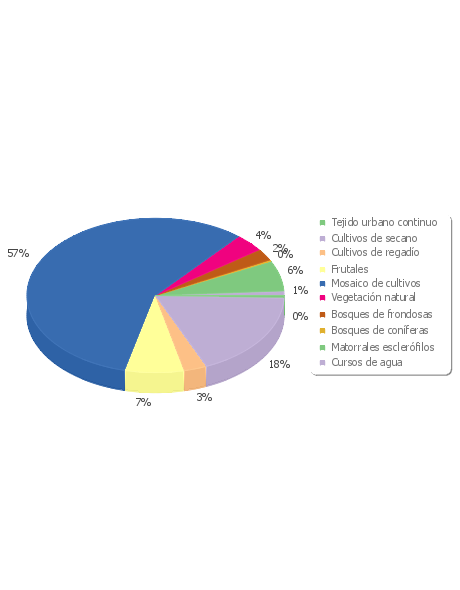 4%
2%
0%
57%
6%
1%
0%
18%
3%
7%
Tejido urbano continuo
Cultivos de secano
Cultivos de regadío
Frutales
Mosaico de cultivos
Vegetación natural
Bosques de frondosas
Bosques de coníferas
Matorrales esclerófilos
Cursos de agua